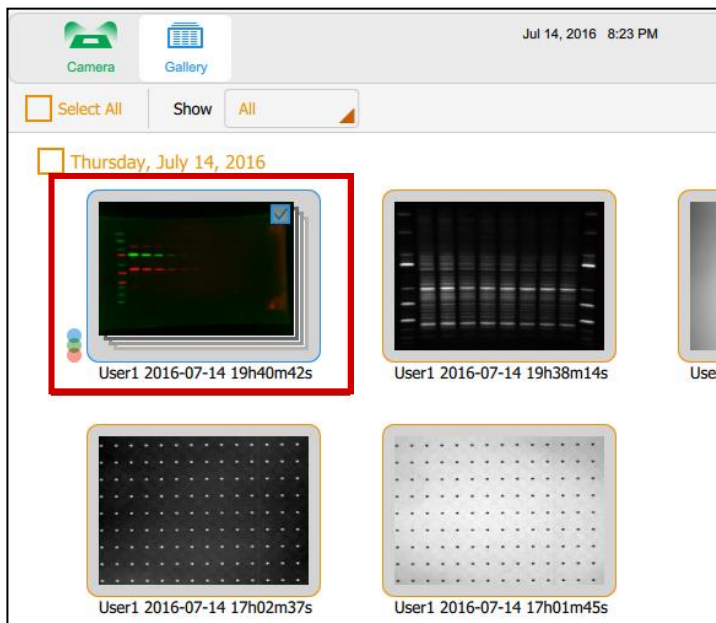 Jul 14, 2016 8:23 PM
Camera
Gallery
Select All
Show
All
Thursday, July 14, 2016
User1 2016-07-14 19h40m42s
User1 2016-07-14 19h38m14s
Use
User1 2016-07-14 17h02m37s
User1 2016-07-14 17h01m45s